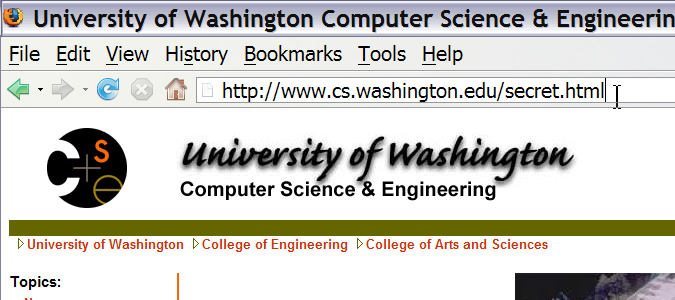 University of Washington Computer Science & Engineerin
File Edit View History Bookmarks Tools Help
http://www.cs.washington.edu/secret.html
C+se
University of Washington
Computer Science & Engineering
University of Washington College of Engineering College of Arts and Sciences
Topics: